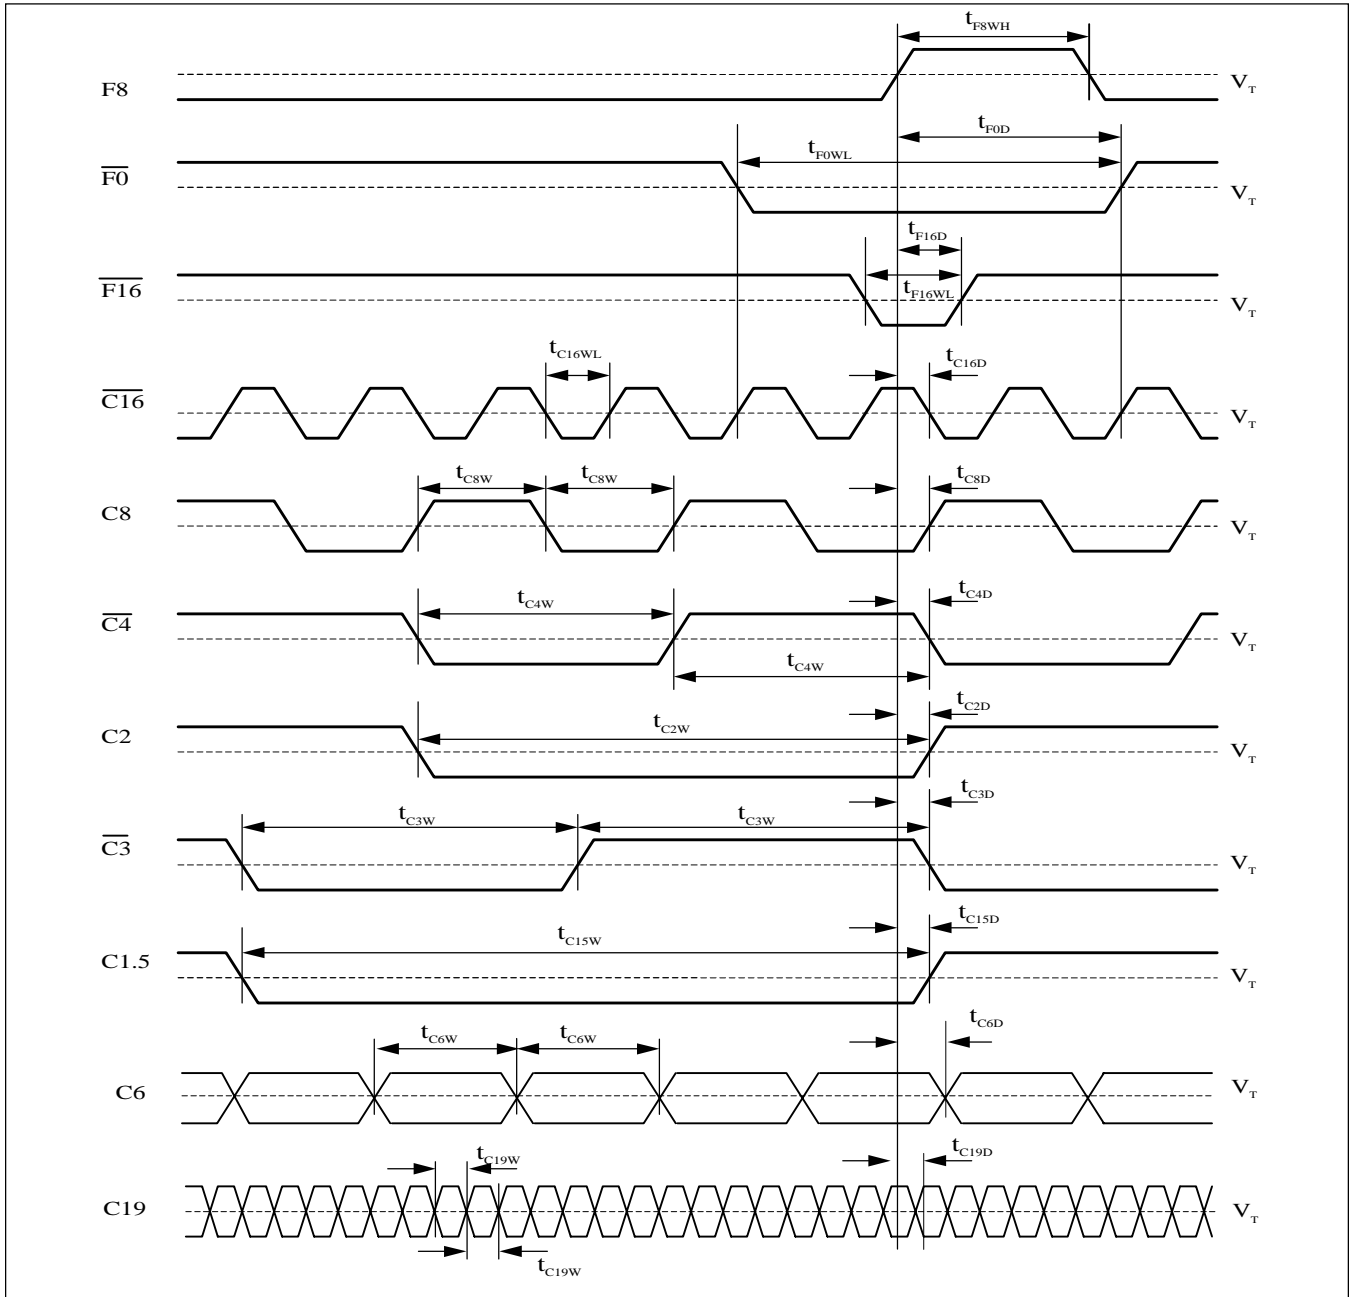 tF8WH
F8 VT
tF0D
tF0WL
F0 VT
tF16D
F16 tF16WL VT
tC16WL tC16D
C16 VT
tC8W tC8W tC8D
C8 VT
tC4W tC4D
C4 VT
tC4W
tC2D
C2 tC2W VT
tC3D
tC3W tC3W
C3 VT
tC15D
tC15W
C1.5 VT
tC6D
tC6W tC6W
C6 VT
tC19W tC19D
C19 VT
tC19W